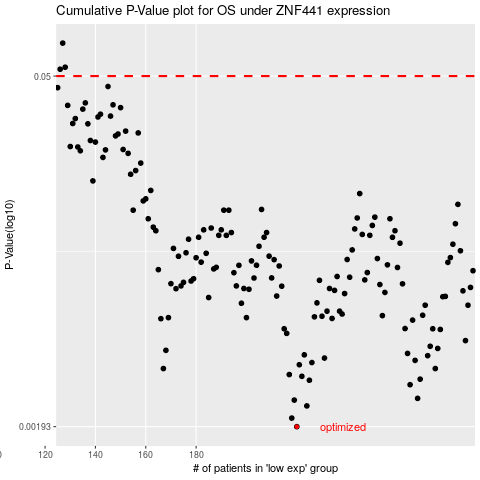 Cumulative P-Value plot for OS under ZNF441 expression
0.05
P-Value(log10)
0.00193
optimized
0 120 140 160 180
# of patients in 'low exp' group